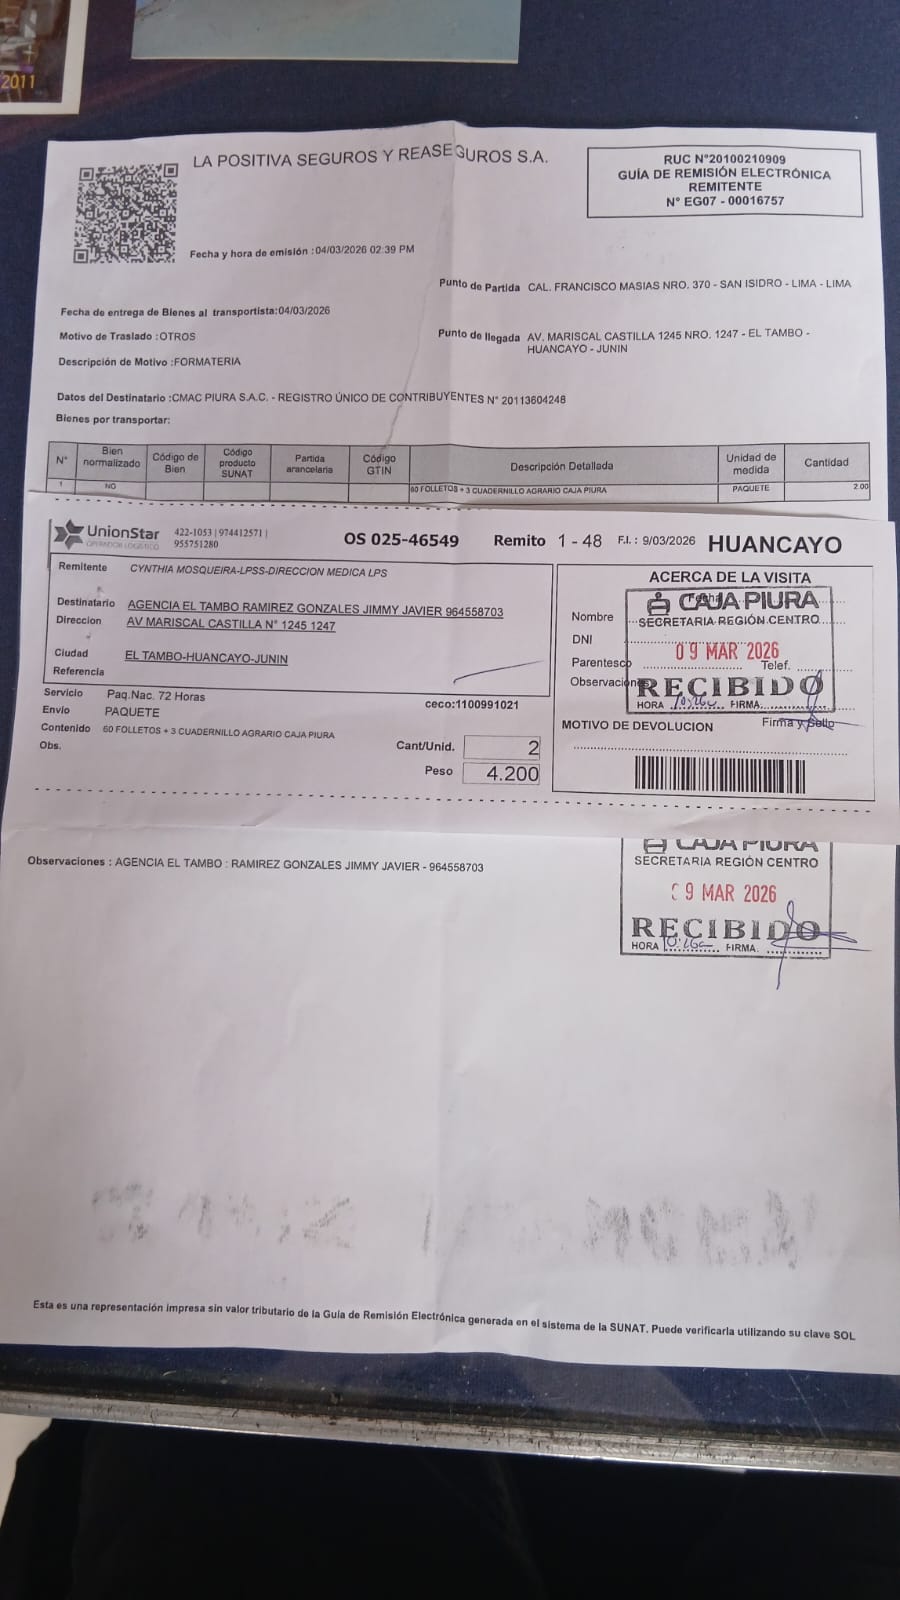 2011
LA POSITIVA SEGUROS Y REASEGUROS S.A.
RUC N°20100210909
GUÍA DE REMISIÓN ELECTRÓNICA
REMITENTE
N° EG07 - 00016757
Fecha y hora de emisión :04/03/2026 02:39 PM
Punto de Partida CAL. FRANCISCO MASIAS NRO. 370 - SAN ISIDRO - LIMA - LIMA
Fecha de entrega de Bienes al transportista:04/03/2026
Motivo de Traslado :OTROS
Punto de llegada AV. MARISCAL CASTILLA 1245 NRO. 1247 - EL TAMBO -
HUANCAYO - JUNIN
Descripción de Motivo :FORMATERIA
Datos del Destinatario :CMAC PIURA S.A.C. - REGISTRO ÚNICO DE CONTRIBUYENTES N° 20113604248
Bienes por transportar:
N° Bien normalizado Código de Bien Código producto SUNAT Partida arancelaria Código GTIN Descripción Detallada Unidad de medida Cantidad
1 NO 60 FOLLETOS + 3 CUADERNILLO AGRARIO CAJA PIURA PAQUETE 2.00
UnionStar
OPERADOR LOGISTICO
422-1053 |974412571 |
955751280
OS 025-46549 Remito 1 - 48 F.I. : 9/03/2026 HUANCAYO
Remitente CYNTHIA MOSQUEIRA-LPSS-DIRECCION MEDICA LPS
Destinatario AGENCIA EL TAMBO RAMIREZ GONZALES JIMMY JAVIER 964558703
Direccion AV MARISCAL CASTILLA N° 1245 1247
Ciudad EL TAMBO-HUANCAYO-JUNIN
Referencia
Servicio Paq.Nac. 72 Horas
ceco:1100991021
Envio PAQUETE
Contenido 60 FOLLETOS + 3 CUADERNILLO AGRARIO CAJA PIURA
Obs.
Cant/Unid. 2
Peso 4.200
ACERCA DE LA VISITA
Fecha
Nombre
DNI
Parentesco
Telef.
Observaciones
CAJA PIURA
SECRETARIA REGIÓN CENTRO
09 MAR 2026
RECIBIDO
HORA FIRMA
MOTIVO DE DEVOLUCION
Firma y Sello
Observaciones : AGENCIA EL TAMBO : RAMIREZ GONZALES JIMMY JAVIER - 964558703
CAJA PIURA
SECRETARIA REGIÓN CENTRO
09 MAR 2026
RECIBIDO
HORA FIRMA
Esta es una representación impresa sin valor tributario de la Guía de Remisión Electrónica generada en el sistema de la SUNAT. Puede verificarla utilizando su clave SOL